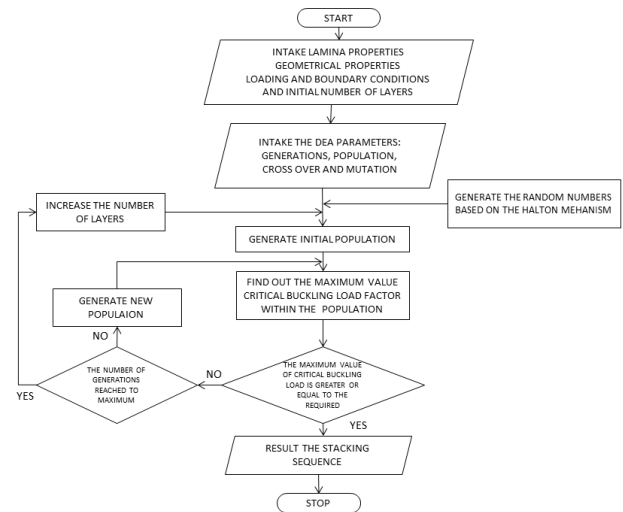 START
INTAKE LAMINA PROPERTIES
GEOMETRICAL PROPERTIES
LOADING AND BOUNDARY CONDITIONS
AND INITIAL NUMBER OF LAYERS
INTAKE THE DEA PARAMETERS:
GENERATIONS, POPULATION,
CROSS OVER AND MUTATION
INCREASE THE NUMBER
OF LAYERS
GENERATE THE RANDOM NUMBERS
BASED ON THE HALTON MEHANISM
GENERATE INITIAL POPULATION
FIND OUT THE MAXIMUM VALUE
CRITICAL BUCKLING LOAD FACTOR
WITHIN THE POPULATION
GENERATE NEW
POPULAION
NO
THE NUMBER OF
GENERATIONS
REACHED TO
MAXIMUM
YES
NO
THE MAXIMUM VALUE
OF CRITICAL BUCKLING
LOAD IS GREATER OR
EQUAL TO THE
REQUIRED
YES
RESULT THE STACKING
SEQUENCE
STOP